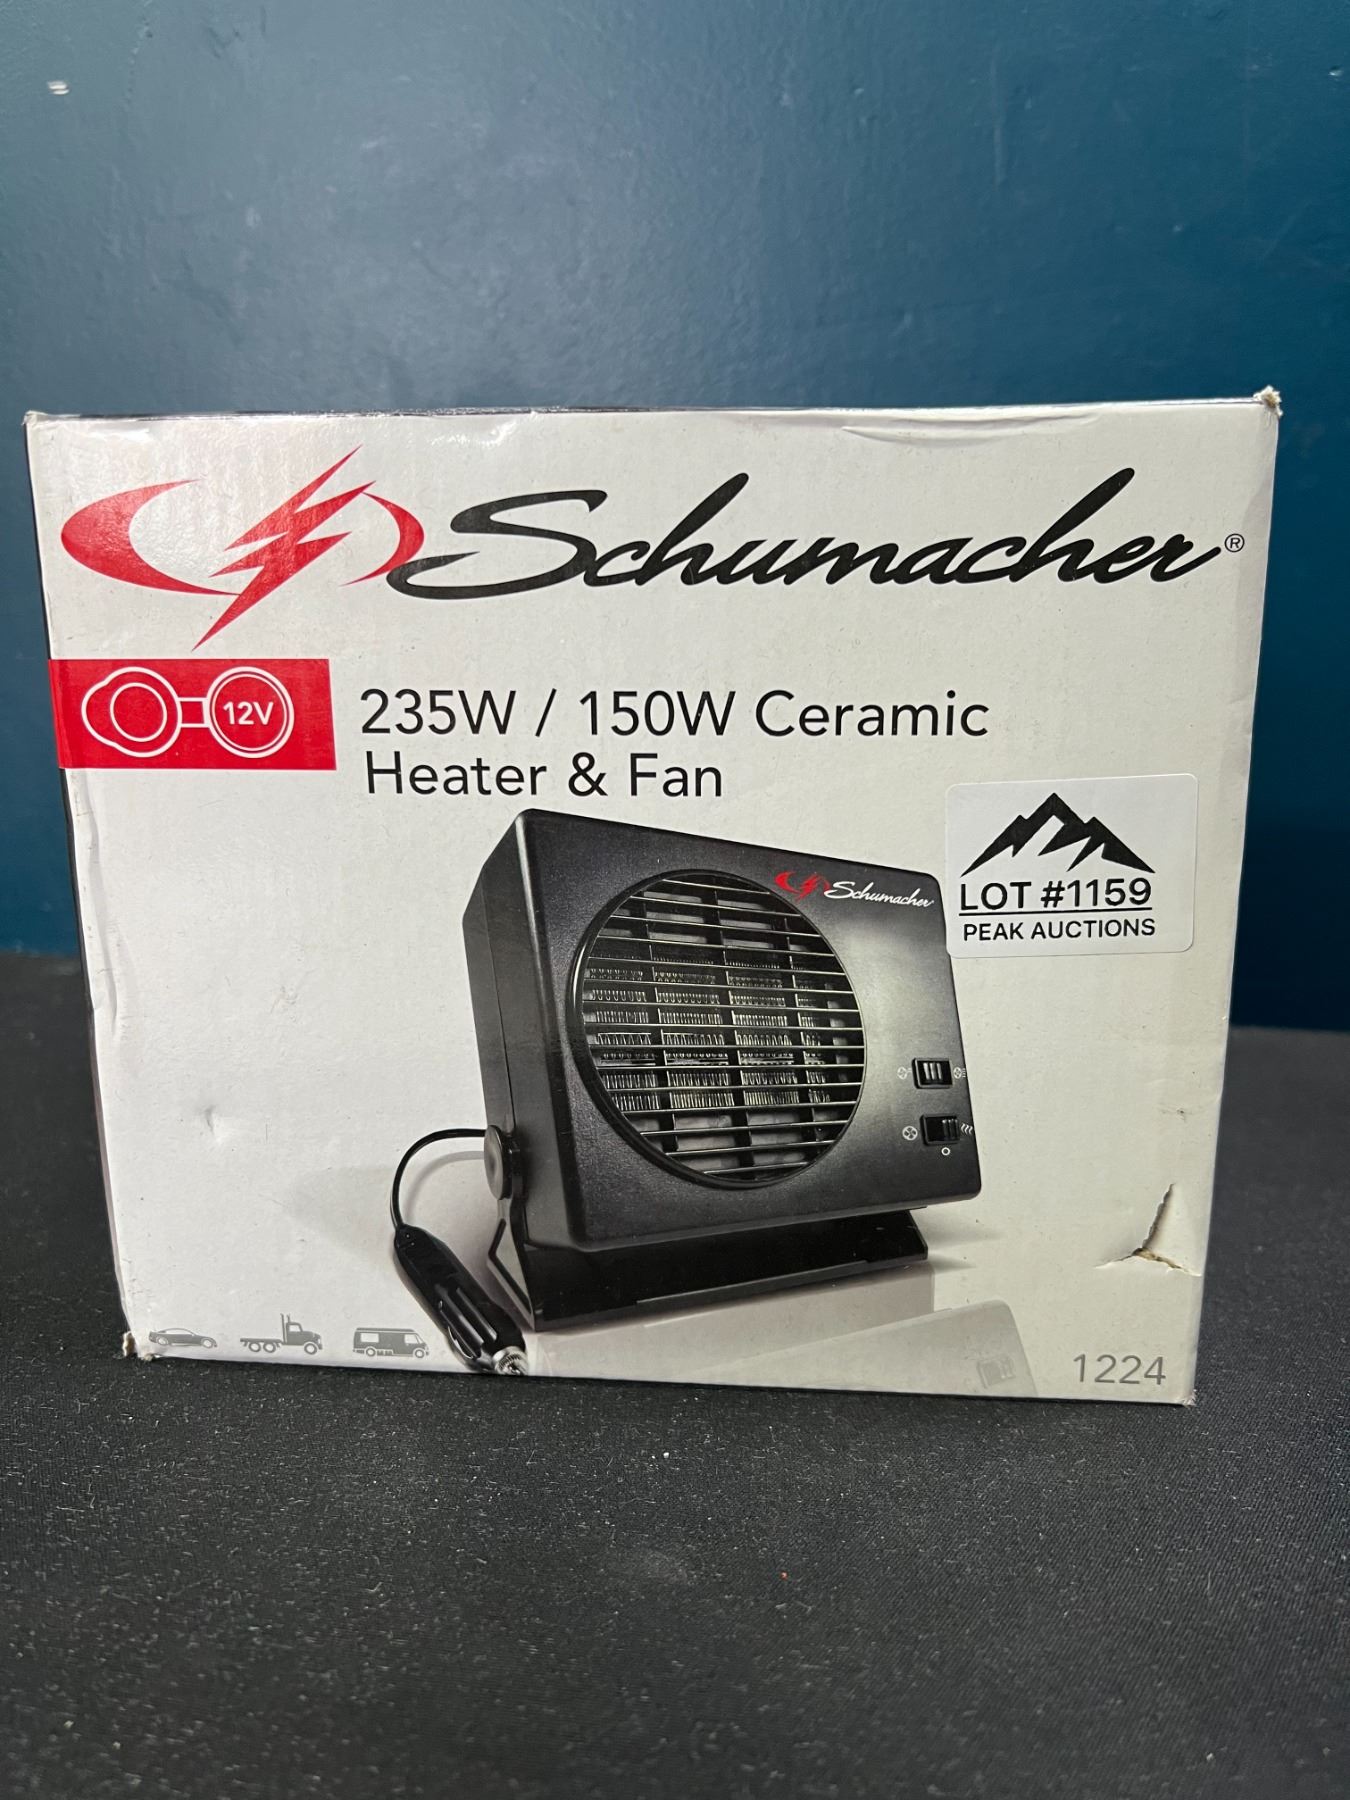 Schumacher®
12V
235W / 150W Ceramic
Heater & Fan
Schumacher
LOT #1159
PEAK AUCTIONS
1224